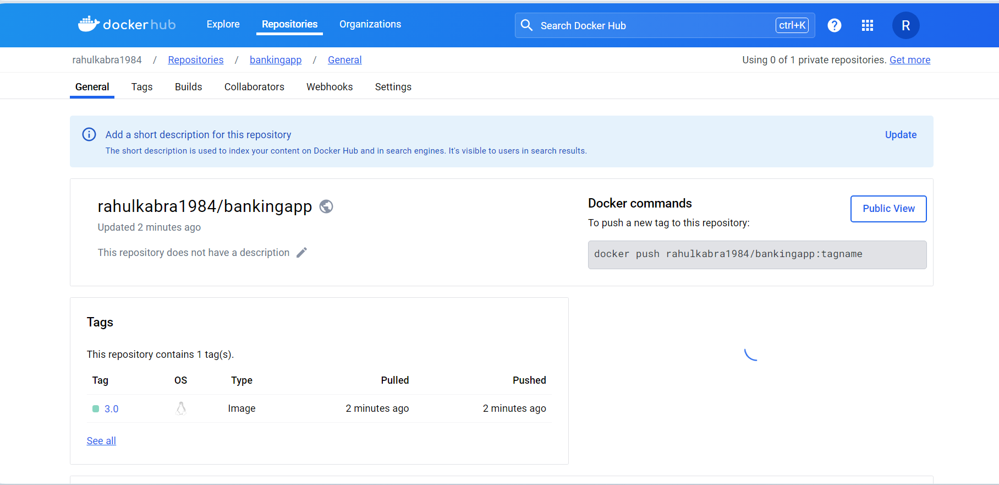 docker hub Explore Repositories Organizations Search Docker Hub ctrl+K ? R
rahulkabra1984 / Repositories / bankingapp / General Using 0 of 1 private repositories. Get more
General Tags Builds Collaborators Webhooks Settings
Add a short description for this repository Update
The short description is used to index your content on Docker Hub and in search engines. It's visible to users in search results.
rahulkabra1984/bankingapp
Updated 2 minutes ago
This repository does not have a description
Docker commands
Public View
To push a new tag to this repository:
docker push rahulkabra1984/bankingapp:tagname
Tags
This repository contains 1 tag(s).
Tag OS Type Pulled Pushed
3.0 Image 2 minutes ago 2 minutes ago
See all